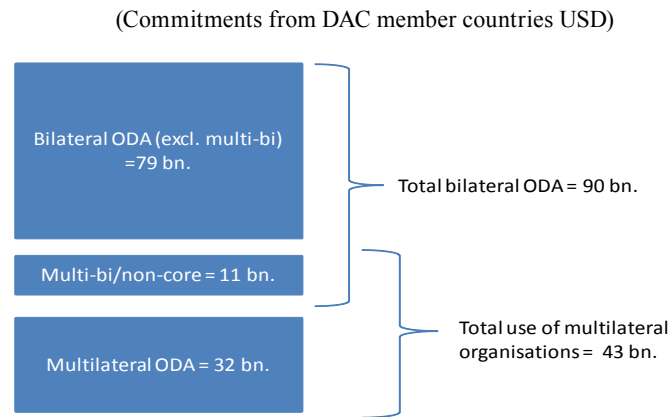 (Commitments from DAC member countries USD)
Bilateral ODA (excl. multi-bi)
=79 bn.
Total bilateral ODA = 90 bn.
Multi-bi/non-core = 11 bn.
Total use of multilateral
organisations = 43 bn.
Multilateral ODA = 32 bn.